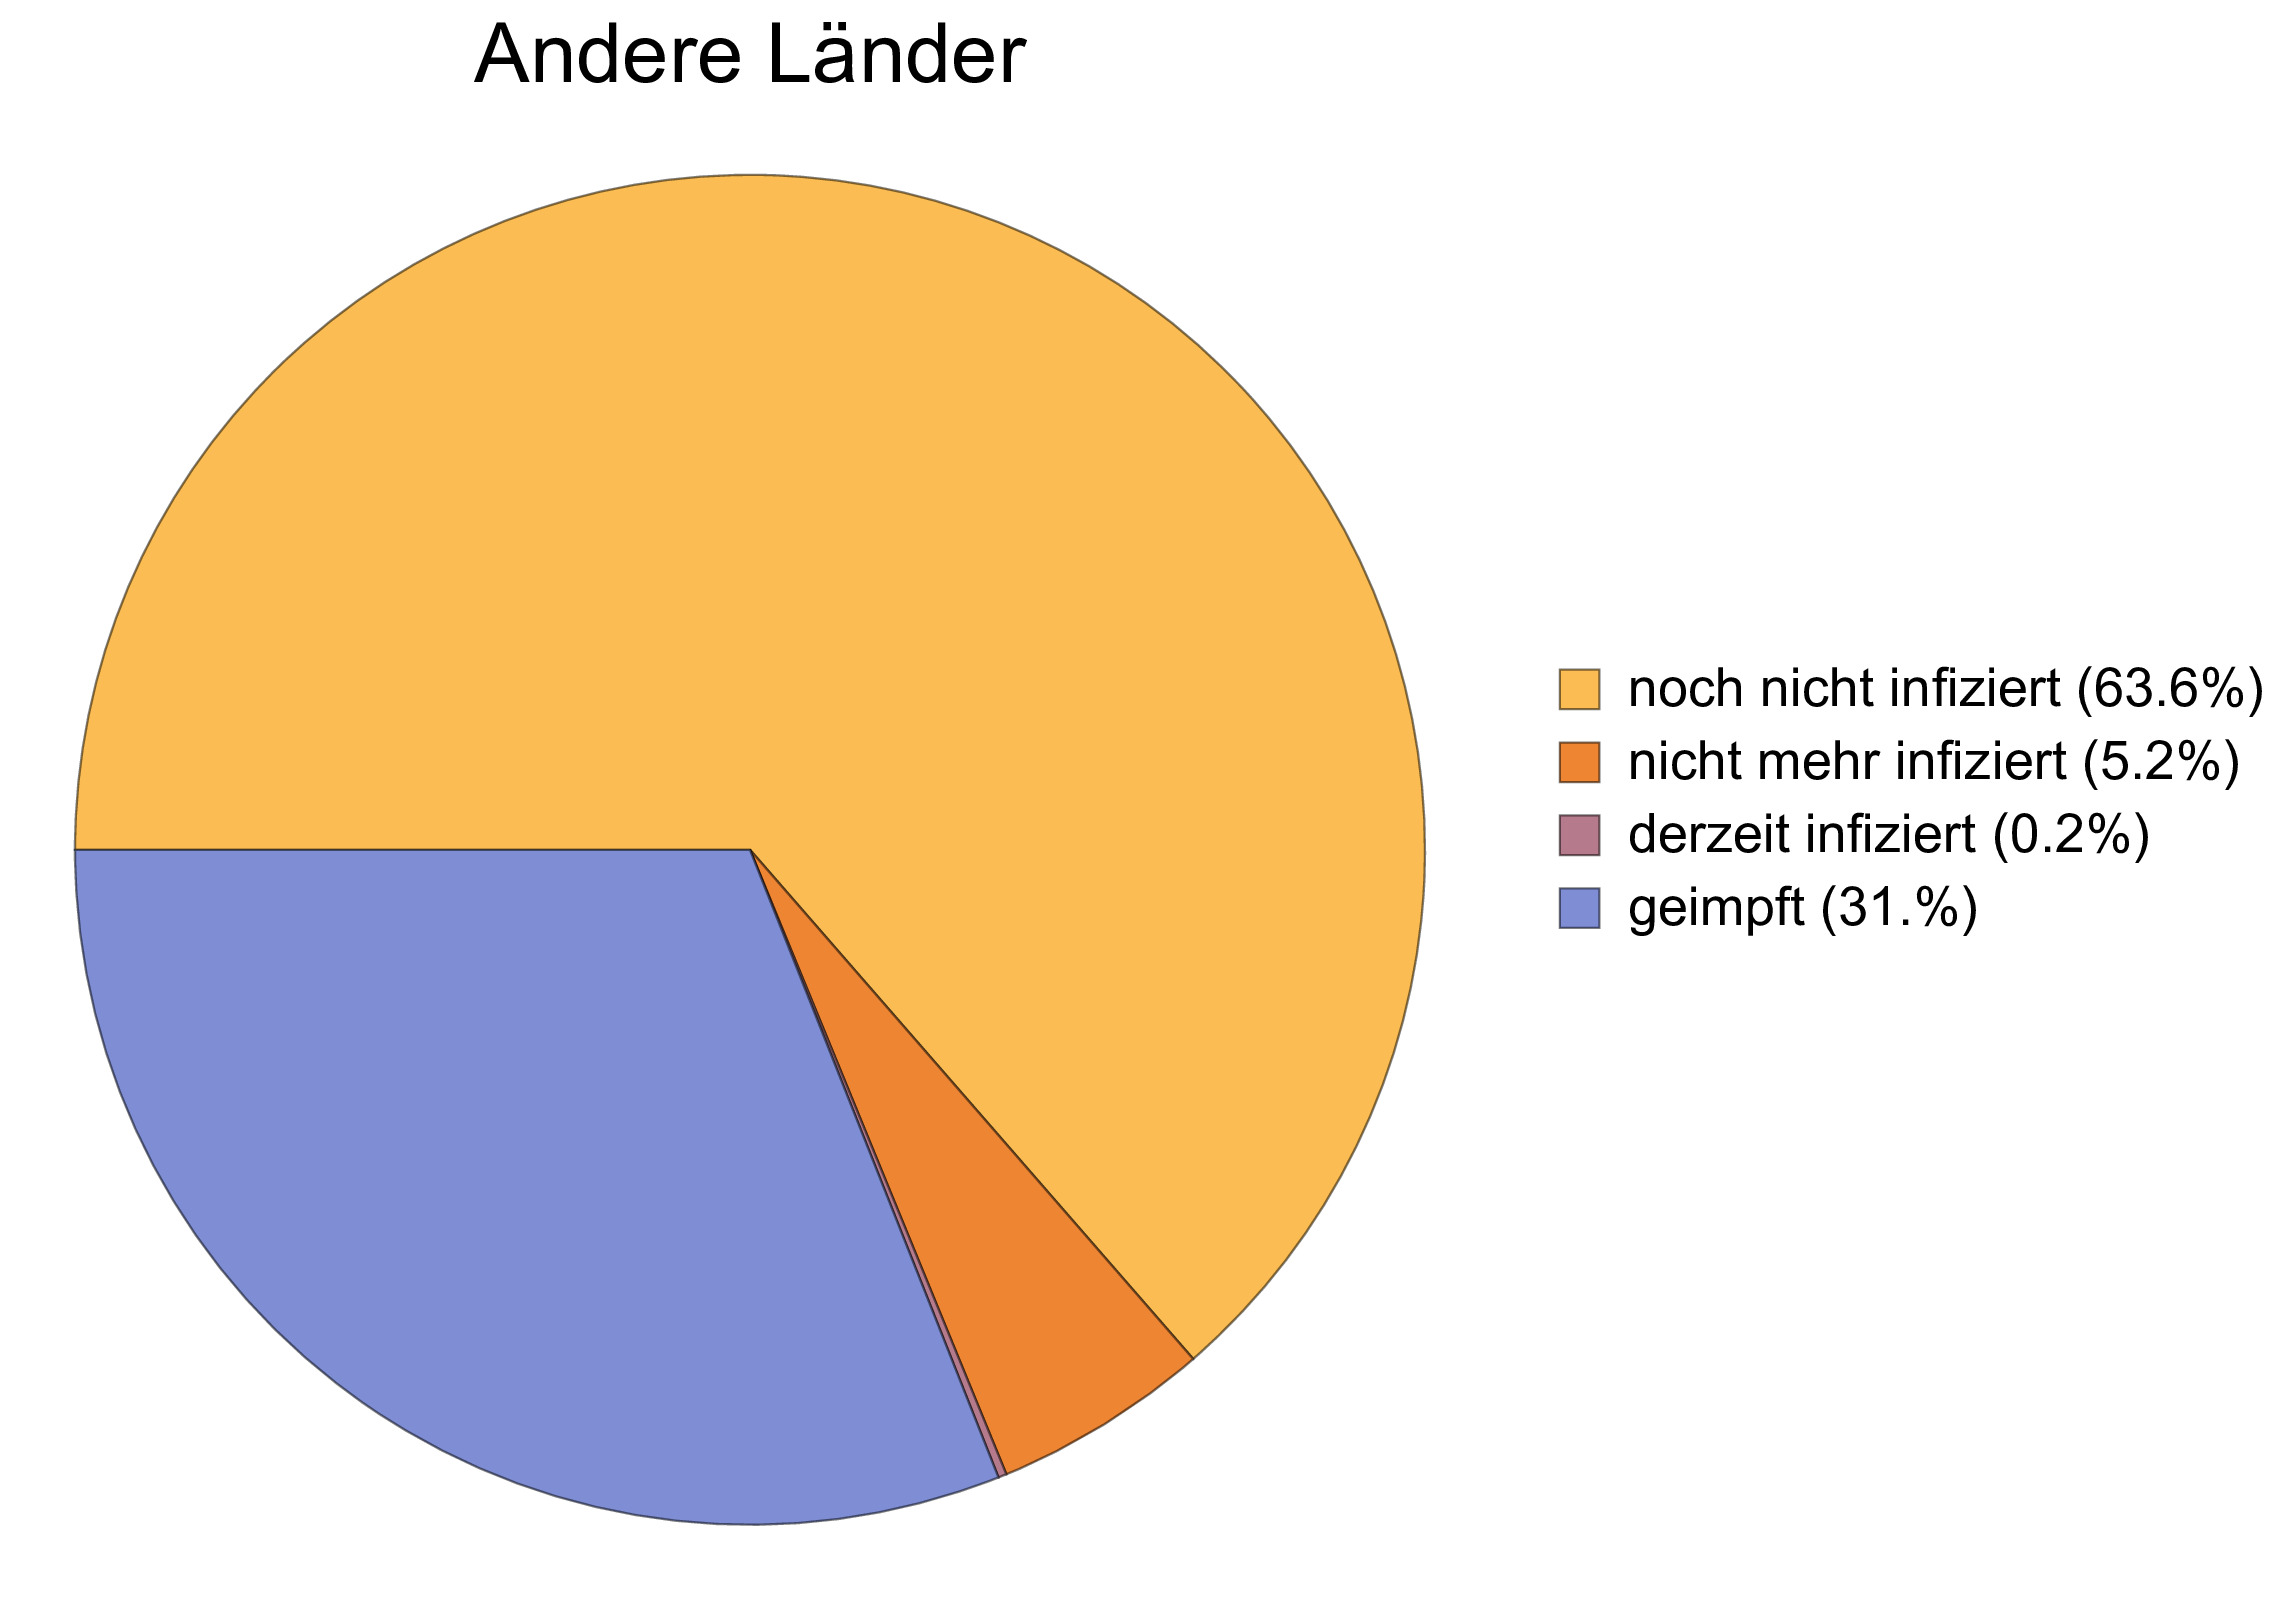 Andere Länder
noch nicht infiziert (63.6%)
nicht mehr infiziert (5.2%)
derzeit infiziert (0.2%)
geimpft (31.%)